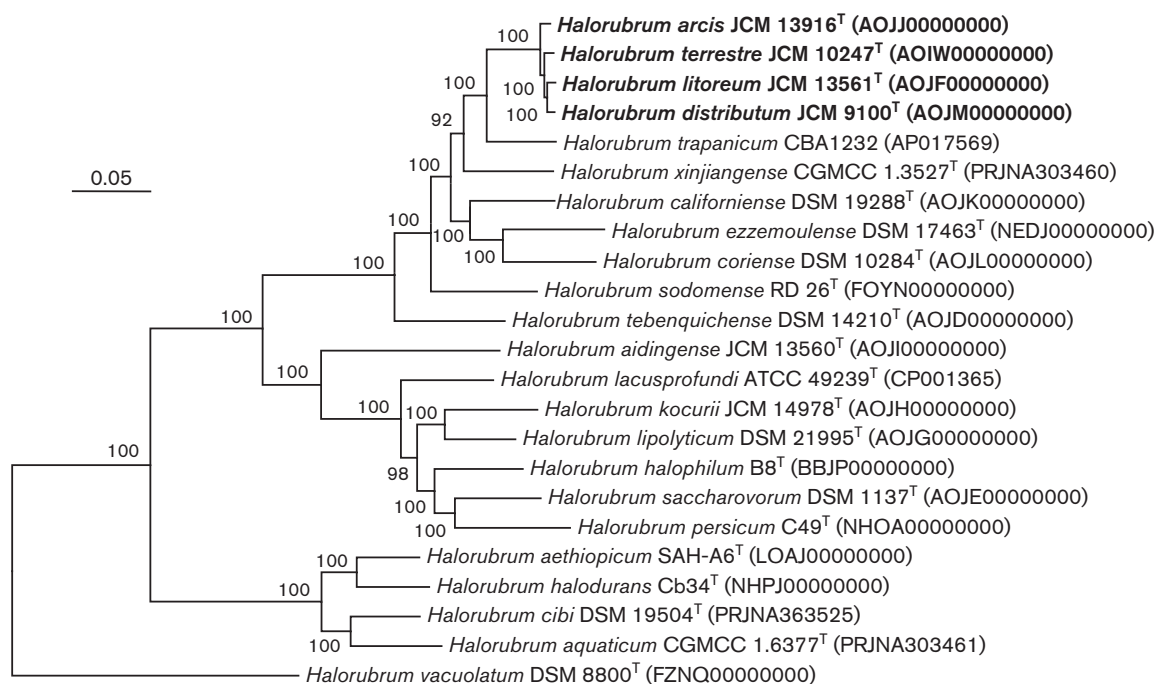 100 Halorubrum arcis JCM 13916ᵀ (AOJJ00000000)
Halorubrum terrestre JCM 10247ᵀ (AOIW00000000)
100 Halorubrum litoreum JCM 13561ᵀ (AOJF00000000)
100 100 Halorubrum distributum JCM 9100ᵀ (AOJM00000000)
92
Halorubrum trapanicum CBA1232 (AP017569)
100 Halorubrum xinjiangense CGMCC 1.3527ᵀ (PRJNA303460)
0.05
Halorubrum californiense DSM 19288ᵀ (AOJK00000000)
100 100 Halorubrum ezzemoulense DSM 17463ᵀ (NEDJ00000000)
100 100 Halorubrum coriense DSM 10284ᵀ (AOJL00000000)
Halorubrum sodomense RD 26ᵀ (FOYN00000000)
100 Halorubrum tebenquichense DSM 14210ᵀ (AOJD00000000)
Halorubrum aidingense JCM 13560ᵀ (AOJI00000000)
100 Halorubrum lacusprofundi ATCC 49239ᵀ (CP001365)
100 100 Halorubrum kocurii JCM 14978ᵀ (AOJH00000000)
Halorubrum lipolyticum DSM 21995ᵀ (AOJG00000000)
100 98 Halorubrum halophilum B8ᵀ (BBJP00000000)
Halorubrum saccharovorum DSM 1137ᵀ (AOJE00000000)
100
100 Halorubrum persicum C49ᵀ (NHOA00000000)
100 Halorubrum aethiopicum SAH-A6ᵀ (LOAJ00000000)
100 Halorubrum halodurans Cb34ᵀ (NHPJ00000000)
Halorubrum cibi DSM 19504ᵀ (PRJNA363525)
100 Halorubrum aquaticum CGMCC 1.6377ᵀ (PRJNA303461)
Halorubrum vacuolatum DSM 8800ᵀ (FZNQ00000000)